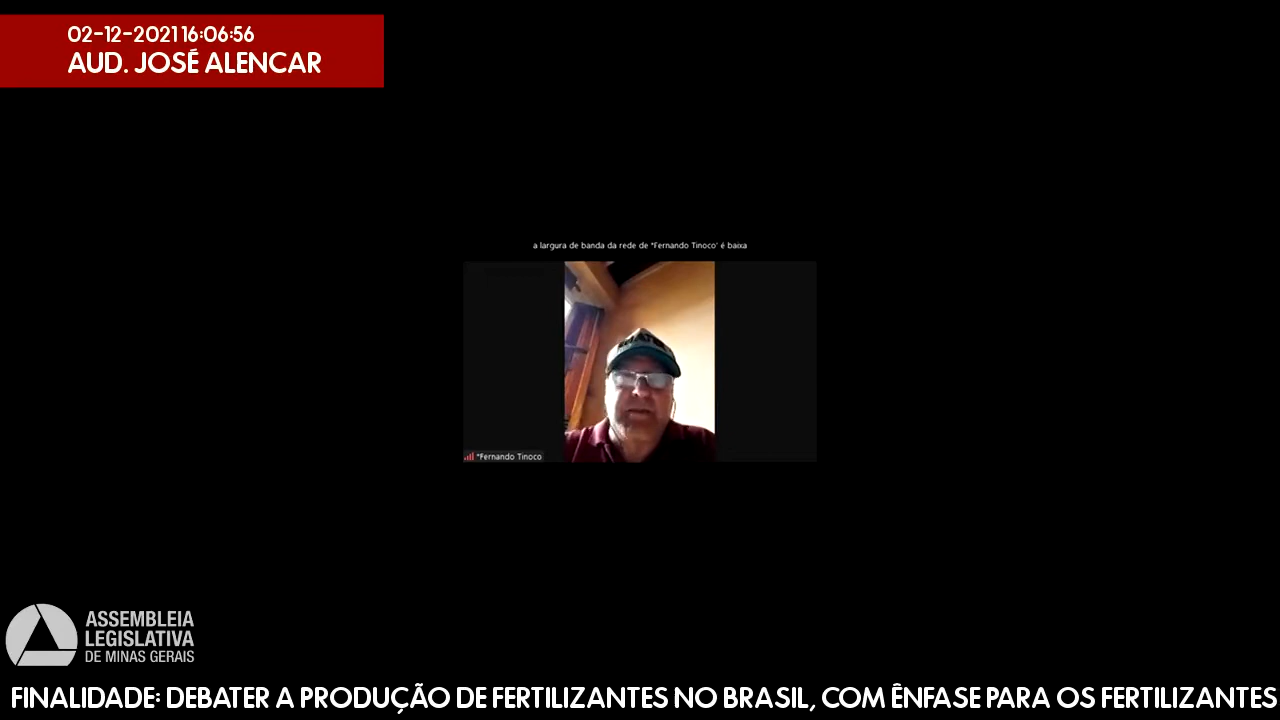 02-12-2021 16:06:56
AUD. JOSÉ ALENCAR
a largura de banda da rede de "Fernando Tinoco' é baixa
"Fernando Tinoco
ASSEMBLEIA
LEGISLATIVA
DE MINAS GERAIS
FINALIDADE: DEBATER A PRODUÇÃO DE FERTILIZANTES NO BRASIL, COM ÊNFASE PARA OS FERTILIZANTES